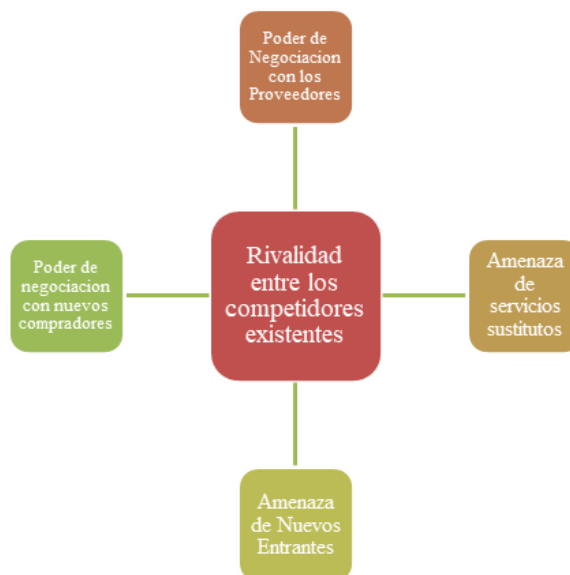 Poder de
Negociacion
con los
Proveedores
Rivalidad
entre los
competidores
existentes
Poder de
negociacion
con nuevos
compradores
Amenaza
de
servicios
sustitutos
Amenaza
de Nuevos
Entrantes